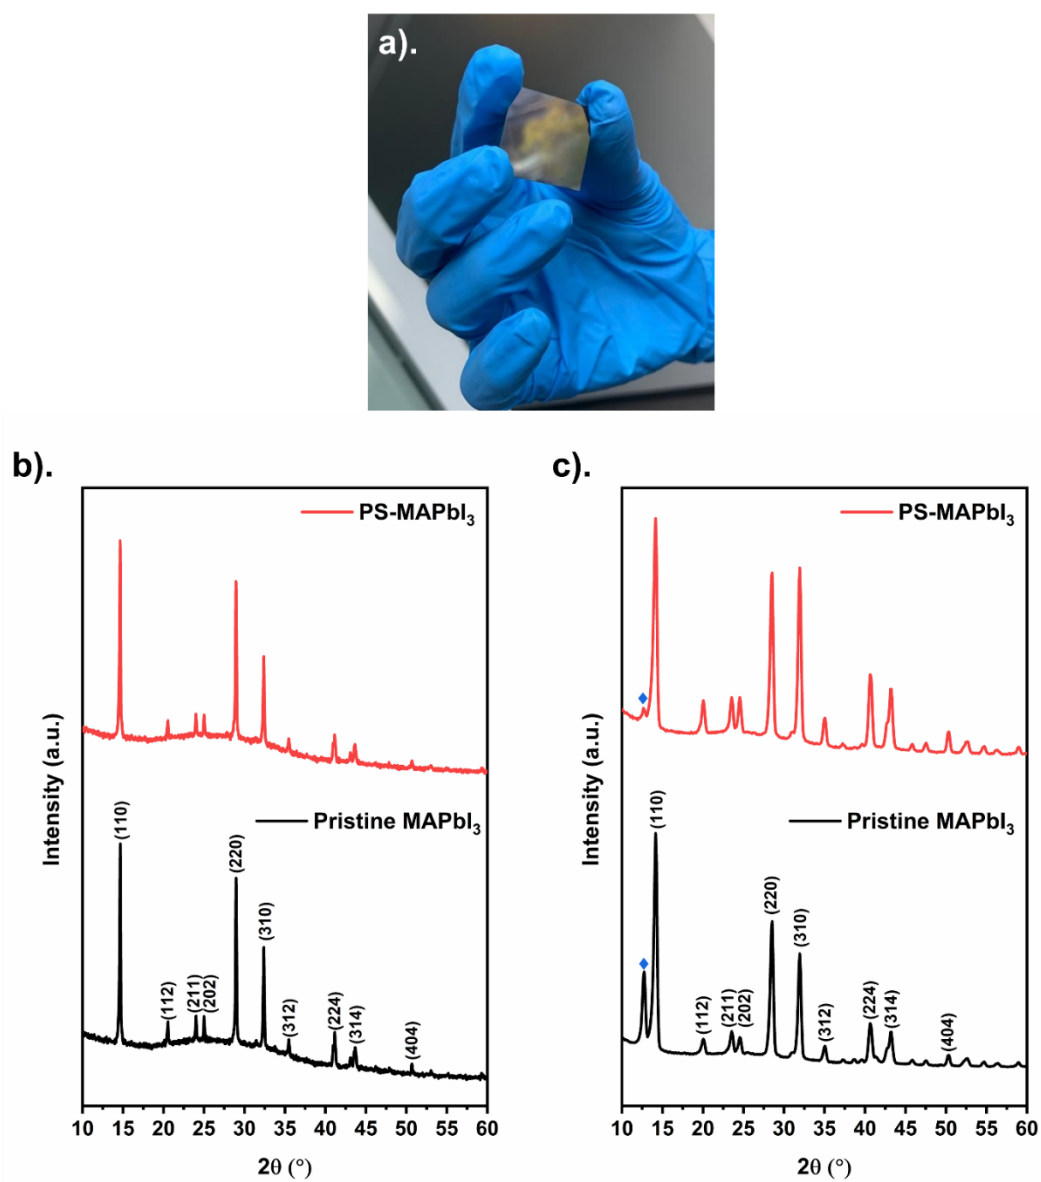 a).
b).
PS-MAPbI₃
Pristine MAPbI₃
(110)
(112)
(211)
(202)
(220)
(310)
(312)
(224)
(314)
(404)
Intensity (a.u.)
10 15 20 25 30 35 40 45 50 55 60
2θ (°)
c).
PS-MAPbI₃
Pristine MAPbI₃
(110)
(112)
(211)
(202)
(220)
(310)
(312)
(224)
(314)
(404)
Intensity (a.u.)
10 15 20 25 30 35 40 45 50 55 60
2θ (°)